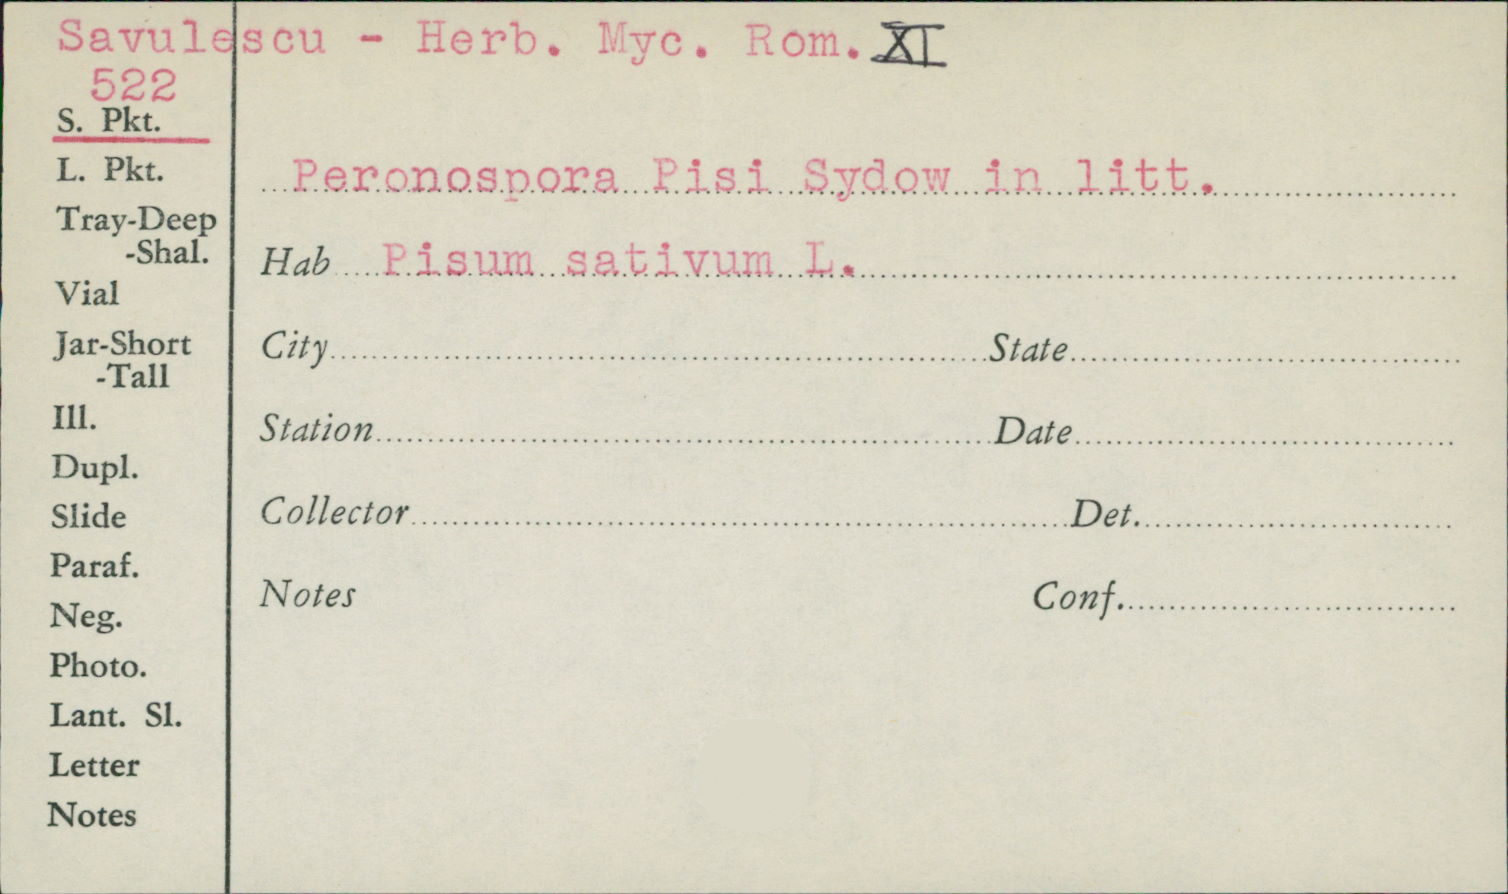 Savulescu - Herb. Myc. Rom. XI
522
S. Pkt.
L. Pkt.
Peronospora Pisi Sydow in litt.
Tray-Deep
-Shal.
Hab Pisum sativum L.
Vial
Jar-Short
-Tall
City State
Ill.
Station Date
Dupl.
Slide
Collector Det.
Paraf.
Notes Conf.
Neg.
Photo.
Lant. Sl.
Letter
Notes